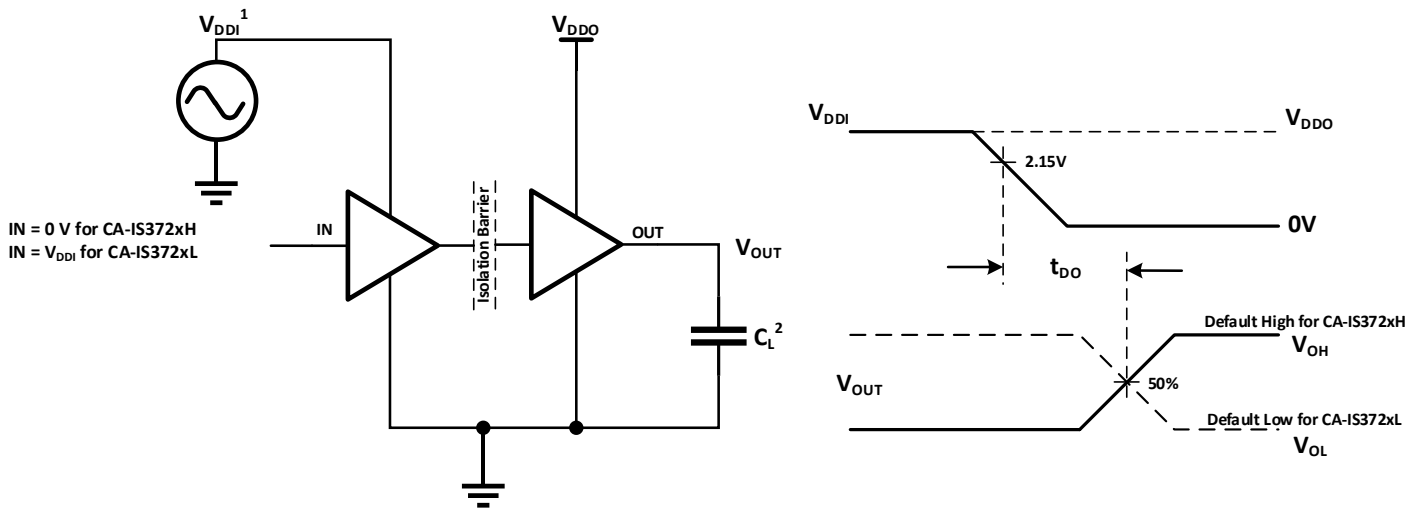 VDDI1
VDDO
IN = 0 V for CA-IS372xH
IN = VDDI for CA-IS372xL
IN
Isolation Barrier
OUT
VOUT
CL2
VDDI
VDDO
2.15V
0V
tDO
Default High for CA-IS372xH
VOH
VOUT
50%
Default Low for CA-IS372xL
VOL